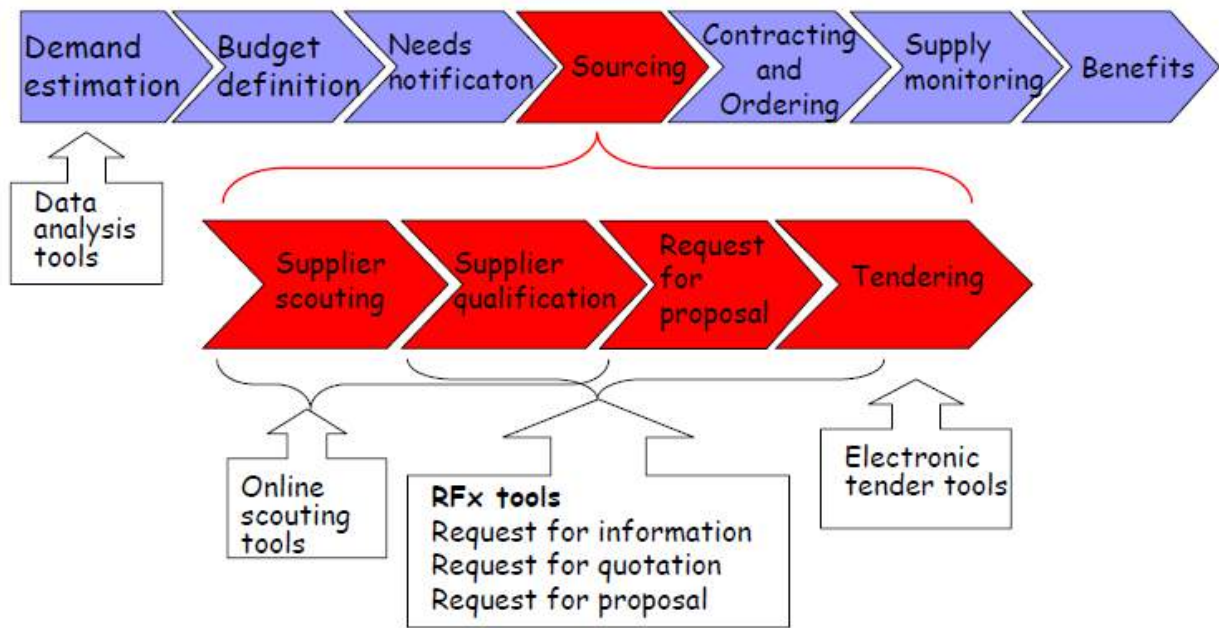 Demand
estimation
Budget
definition
Needs
notificaton
Sourcing
Contracting
and
Ordering
Supply
monitoring
Benefits
Data
analysis
tools
Supplier
scouting
Supplier
qualification
Request
for
proposal
Tendering
Online
scouting
tools
RFx tools
Request for information
Request for quotation
Request for proposal
Electronic
tender tools